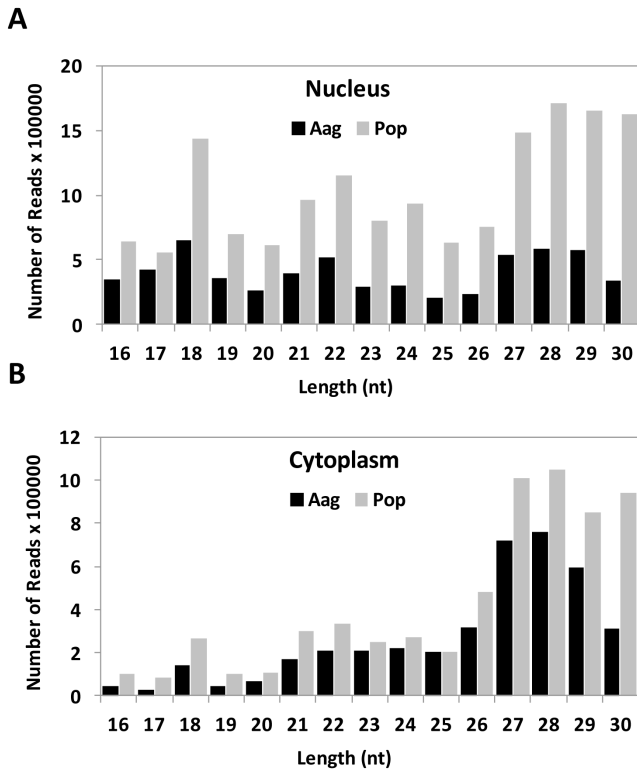 A
Nucleus
Aag Pop
Number of Reads x 100000
20
15
10
5
0
16 17 18 19 20 21 22 23 24 25 26 27 28 29 30
Length (nt)
B
Cytoplasm
Aag Pop
Number of Reads x 100000
12
10
8
6
4
2
0
16 17 18 19 20 21 22 23 24 25 26 27 28 29 30
Length (nt)